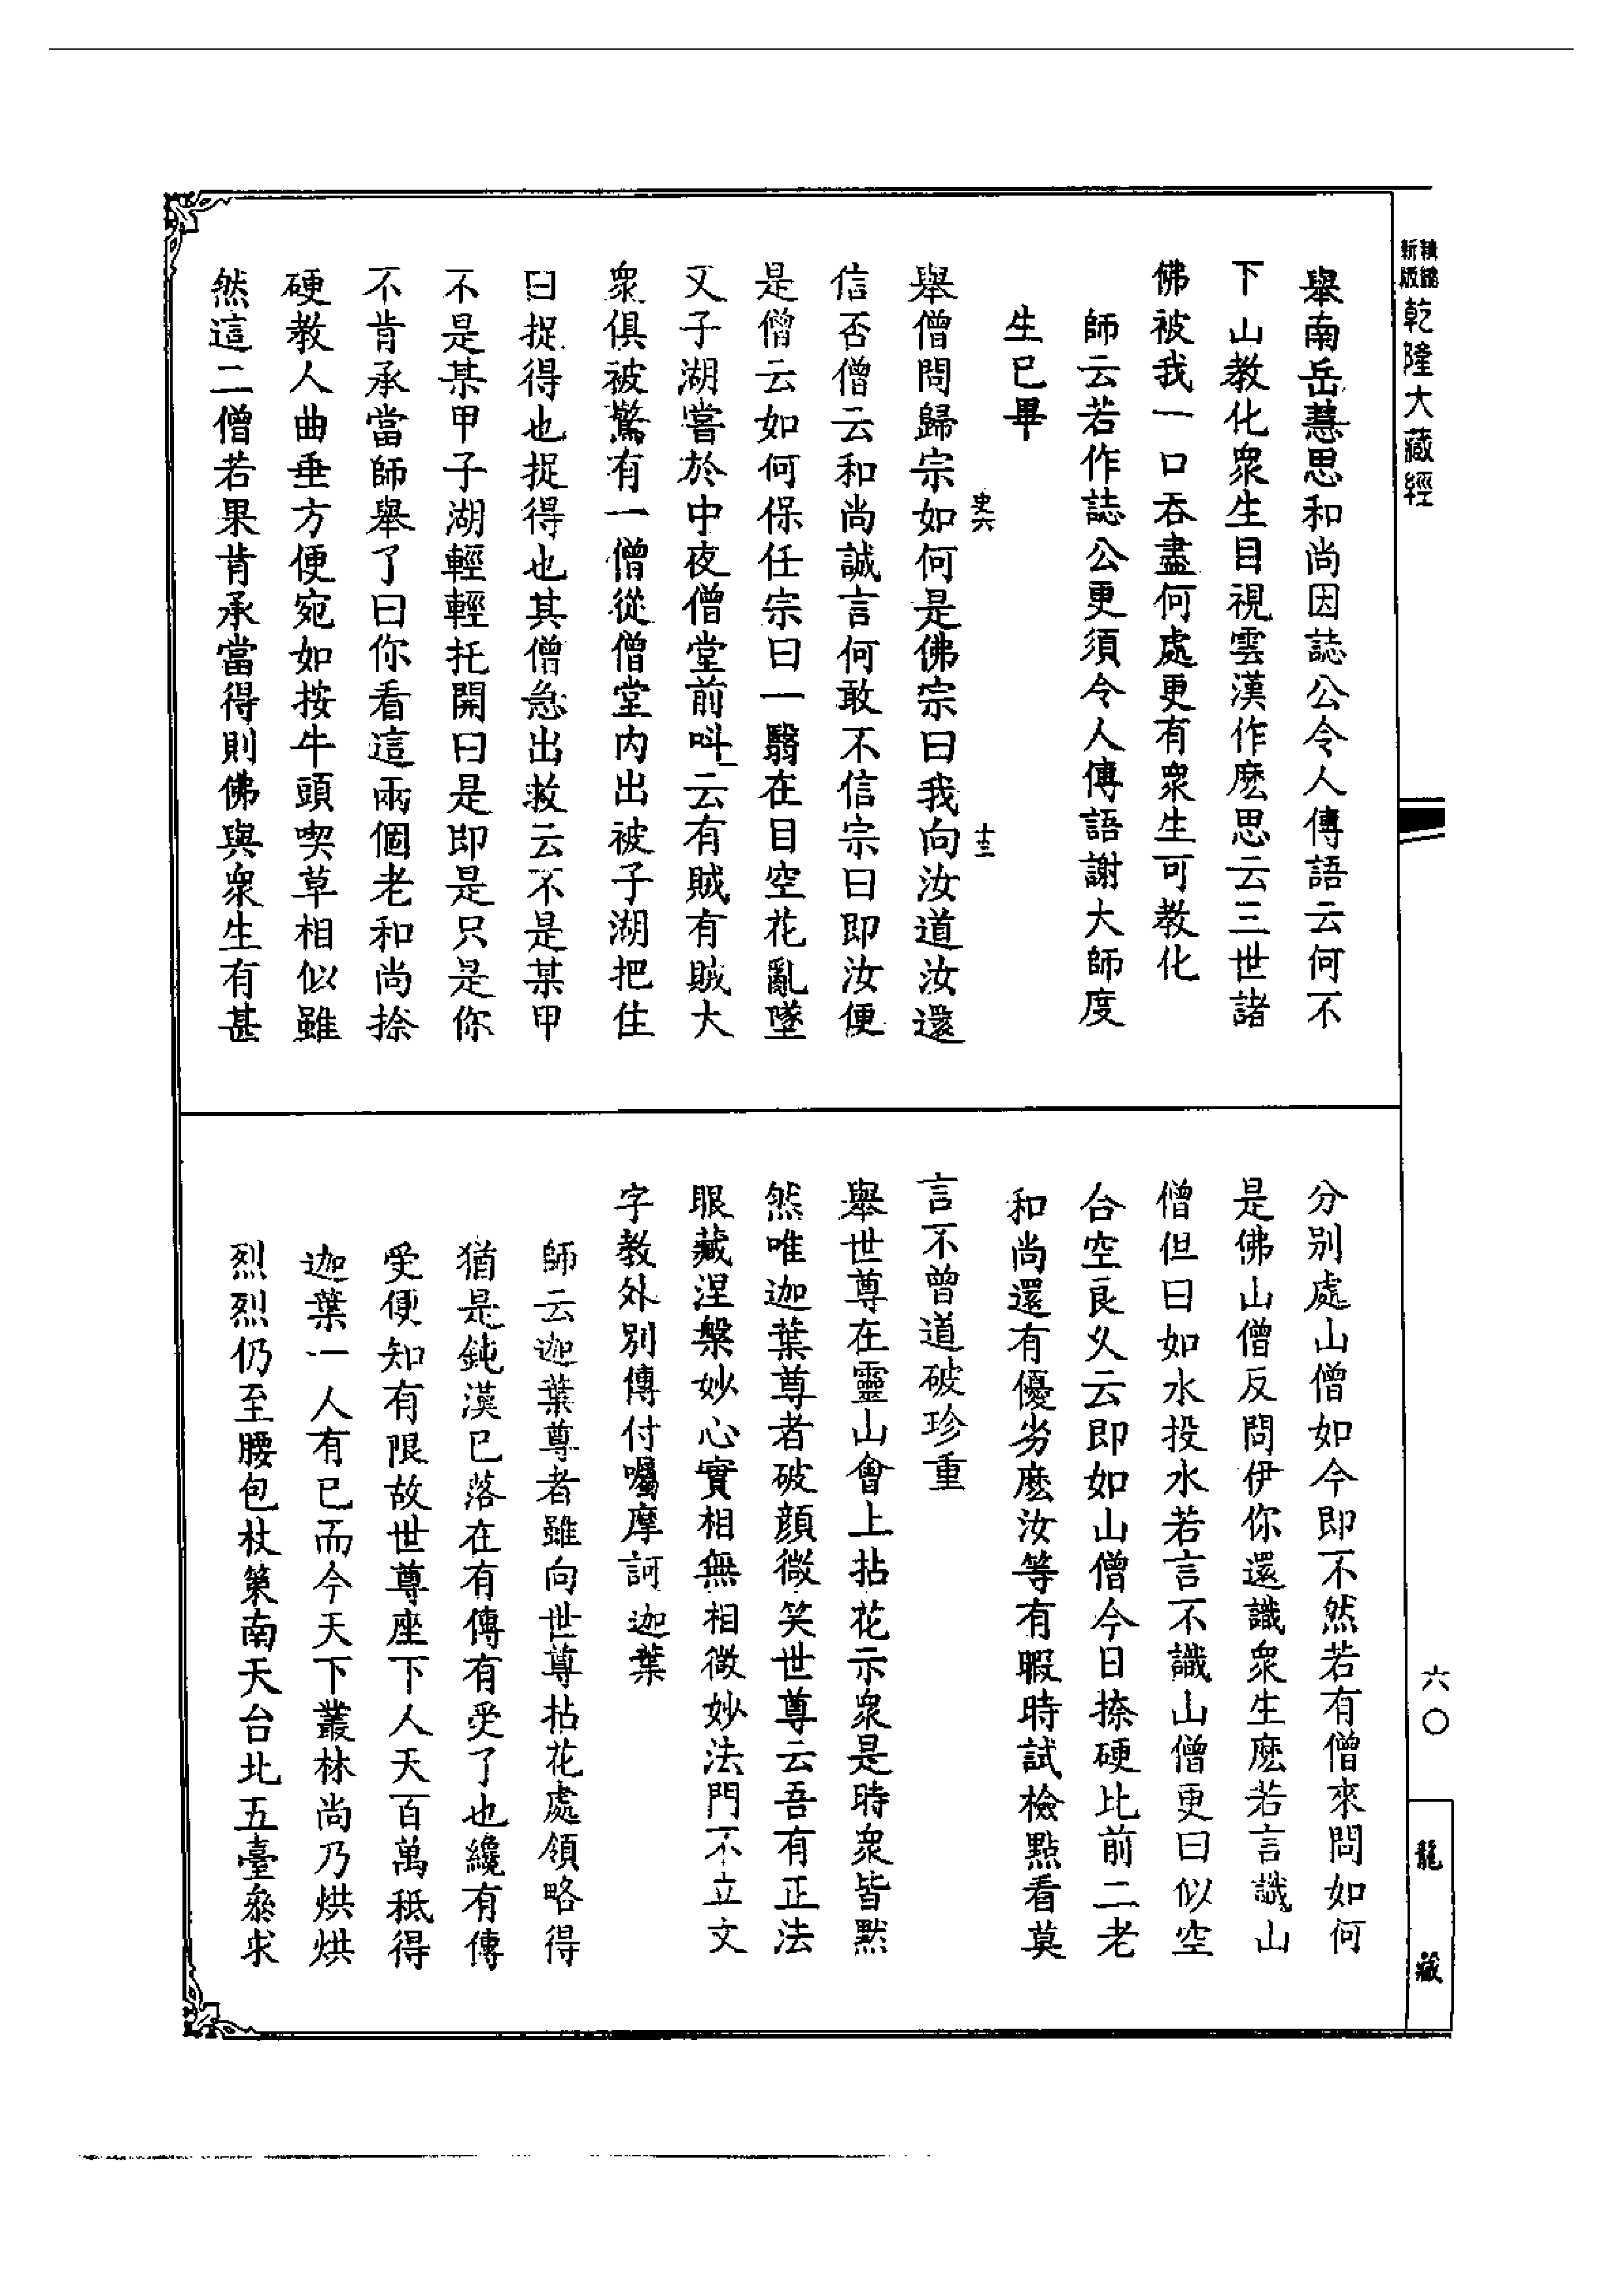 新版
精縮
乾隆大藏經
舉南岳慧思和尚因誌公令人傳語云何不
下山教化衆生目視雲漢作麽思云三世諸
佛被我一口吞盡何處更有衆生可教化
師云若作誌公更須令人傳語謝大師度
生已畢
史六
十三
舉僧問歸宗如何是佛宗曰我向汝道汝還
信否僧云和尚誠言何敢不信宗曰即汝便
是僧云如何保任宗曰一翳在目空花亂墜
又子湖嘗於中夜僧堂前呌云有賊有賊大
衆俱被驚有一僧從僧堂内出被子湖把住
曰捉得也捉得也其僧急出救云不是某甲
不是某甲子湖輕輕托開曰是即是只是你
不肯承當師舉了曰你看這兩個老和尚捺
硬教人曲垂方便宛如按牛頭喫草相似雖
然這二僧若果肯承當得則佛與衆生有甚
分别處山僧如今即不然若有僧來問如何
是佛山僧反問伊你還識衆生麽若言識山
僧但曰如水投水若言不識山僧更曰似空
合空良乆云即如山僧今日捺硬比前二老
和尚還有優劣麽汝等有暇時試檢點看莫
言不曾道破珍重
舉世尊在靈山會上拈花示衆是時衆皆默
然唯迦葉尊者破顏微笑世尊云吾有正法
眼藏涅槃妙心實相無相微妙法門不立文
字教外別傳付囑摩訶迦葉
師云迦葉尊者雖向世尊拈花處領略得
猶是鈍漢已落在有傳有受了也纔有傳
受便知有限故世尊座下人天百萬秪得
迦葉一人有已而今天下叢林尚乃烘烘
烈烈仍至腰包杖策南天台北五臺叅求
六〇
龍藏